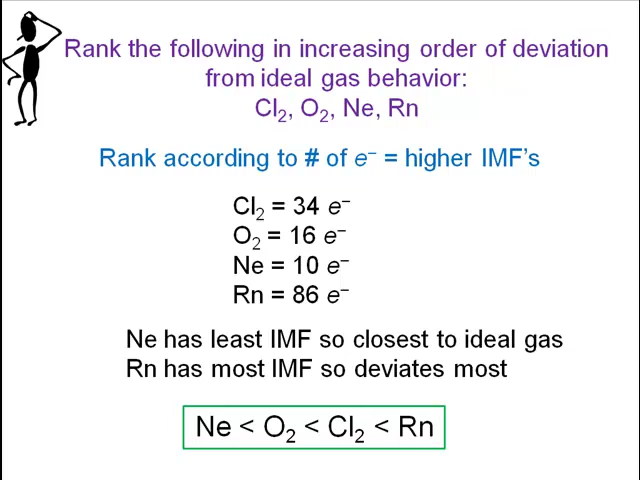 Rank the following in increasing order of deviation
from ideal gas behavior:
Cl₂, O₂, Ne, Rn
Rank according to # of e⁻ = higher IMF's
Cl₂ = 34 e⁻
O₂ = 16 e⁻
Ne = 10 e⁻
Rn = 86 e⁻
Ne has least IMF so closest to ideal gas
Rn has most IMF so deviates most
Ne < O₂ < Cl₂ < Rn